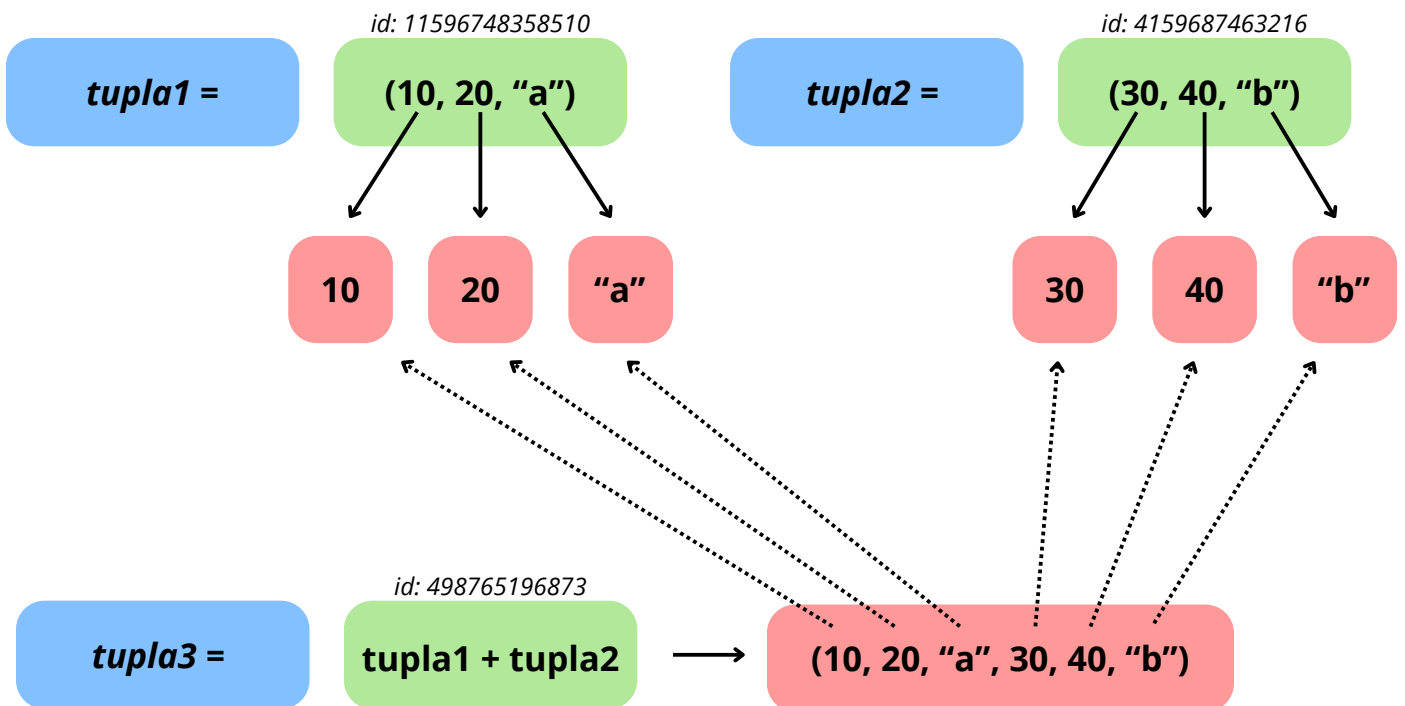 id: 11596748358510
id: 4159687463216
tupla1 =
(10, 20, “a”)
tupla2 =
(30, 40, “b”)
10
20
“a”
30
40
“b”
id: 498765196873
tupla3 =
tupla1 + tupla2
(10, 20, “a”, 30, 40, “b”)